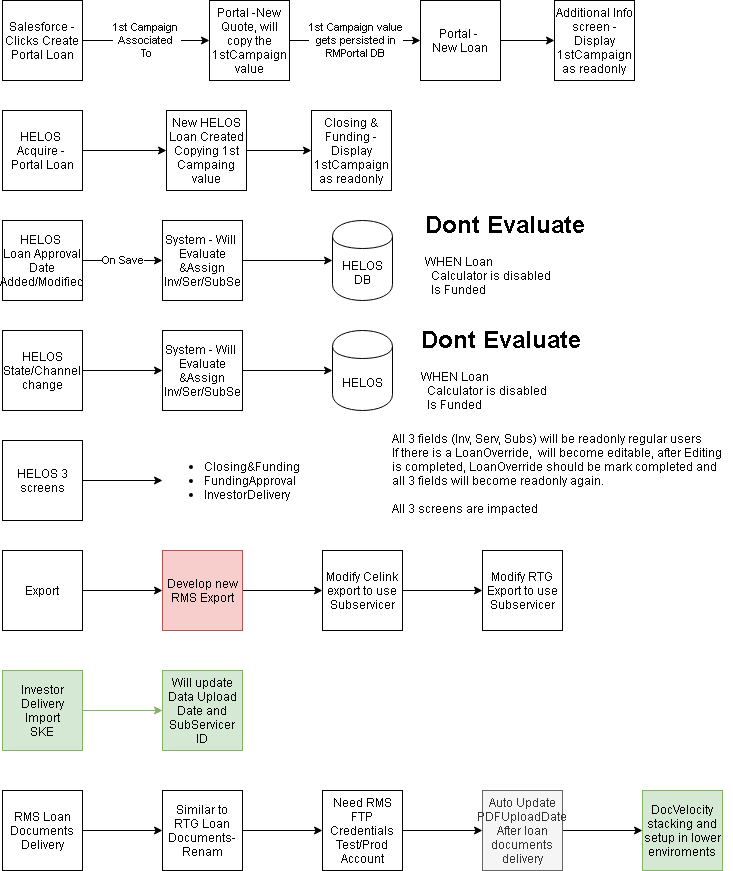 Salesforce -
Clicks Create
Portal Loan
1st Campaign
Associated
To
Portal -New
Quote, will
copy the
1stCampaign
value
1st Campaign value
gets persisted in
RMPortal DB
Portal -
New Loan
Additional Info
screen -
Display
1stCampaign
as readonly
HELOS
Acquire -
Portal Loan
New HELOS
Loan Created
Copying 1st
Campaing
value
Closing &
Funding -
Display
1stCampaign
as readonly
HELOS
Loan Approval
Date
Added/Modified
On Save
System - Will
Evaluate
&Assign
Inv/Ser/SubSe
HELOS
DB
Dont Evaluate
WHEN Loan
Calculator is disabled
Is Funded
HELOS
State/Channel
change
System - Will
Evaluate
&Assign
Inv/Ser/SubSe
HELOS
Dont Evaluate
WHEN Loan
Calculator is disabled
Is Funded
HELOS 3
screens
• Closing&Funding
• FundingApproval
• InvestorDelivery
All 3 fields (Inv, Serv, Subs) will be readonly regular users
If there is a LoanOverride,  will become editable, after Editing
is completed, LoanOverride should be mark completed and
all 3 fields will become readonly again.
All 3 screens are impacted
Export
Develop new
RMS Export
Modify Celink
export to use
Subservicer
Modify RTG
Export to use
Subservicer
Investor
Delivery
Import
SKE
Will update
Data Upload
Date and
SubServicer
ID
RMS Loan
Documents
Delivery
Similar to
RTG Loan
Documents-
Renam
Need RMS
FTP
Credentials
Test/Prod
Account
Auto Update
PDFUploadDate
After loan
documents
delivery
DocVelocity
stacking and
setup in lower
enviroments